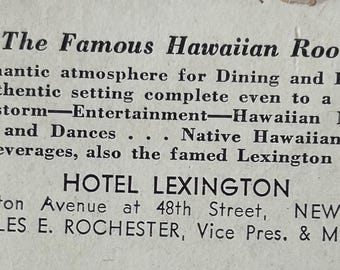 The Famous Hawaiian Roo
mantic atmosphere for Dining and
thentic setting complete even to a
storm—Entertainment—Hawaiian
and Dances . . . Native Hawaiian
everages, also the famed Lexington
HOTEL LEXINGTON
ton Avenue at 48th Street, NEW
LES E. ROCHESTER, Vice Pres. & M